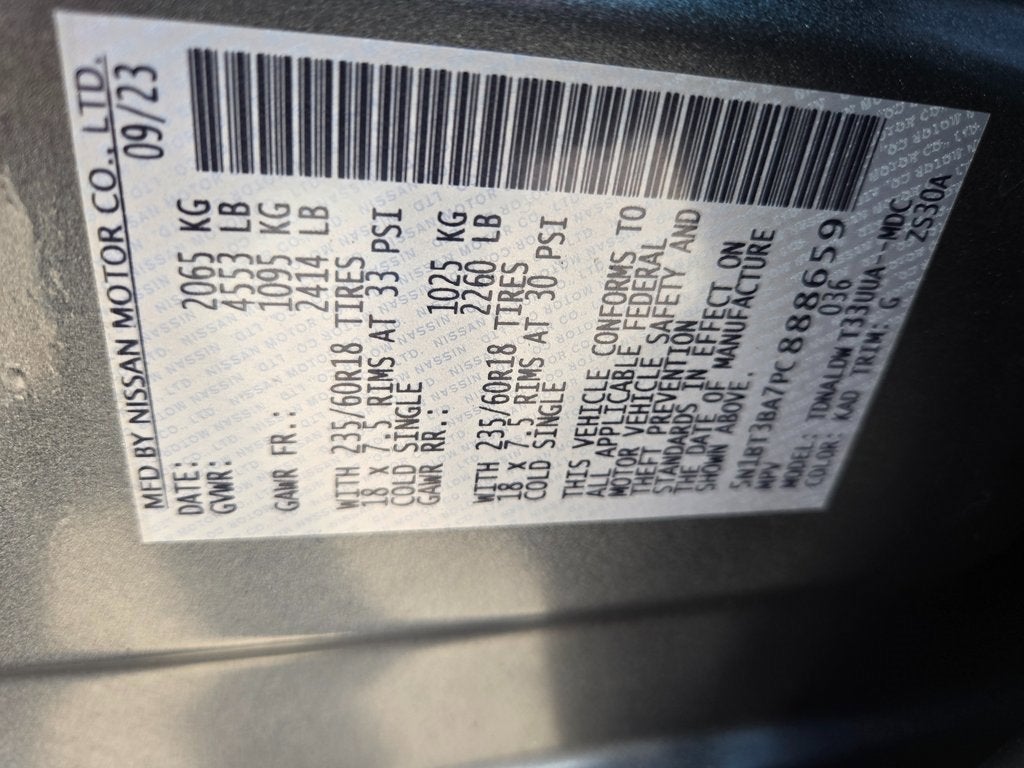 MFD BY NISSAN MOTOR CO., LTD.
DATE: 09/23
GVWR: 2065 KG
4553 LB
GAWR FR.: 1095 KG
2414 LB
WITH 235/60R18 TIRES
18 X 7.5 RIMS AT 33 PSI
COLD SINGLE
GAWR RR.: 1025 KG
2260 LB
WITH 235/60R18 TIRES
18 X 7.5 RIMS AT 30 PSI
COLD SINGLE
THIS VEHICLE CONFORMS TO
ALL APPLICABLE FEDERAL
MOTOR VEHICLE SAFETY AND
THEFT PREVENTION
STANDARDS IN EFFECT ON
THE DATE OF MANUFACTURE
SHOWN ABOVE.
5N1BT3BA7PC888659
MPV 036
MODEL: TDNALDW T33UUA--MDC
COLOR: KAD TRIM: G ZS30A